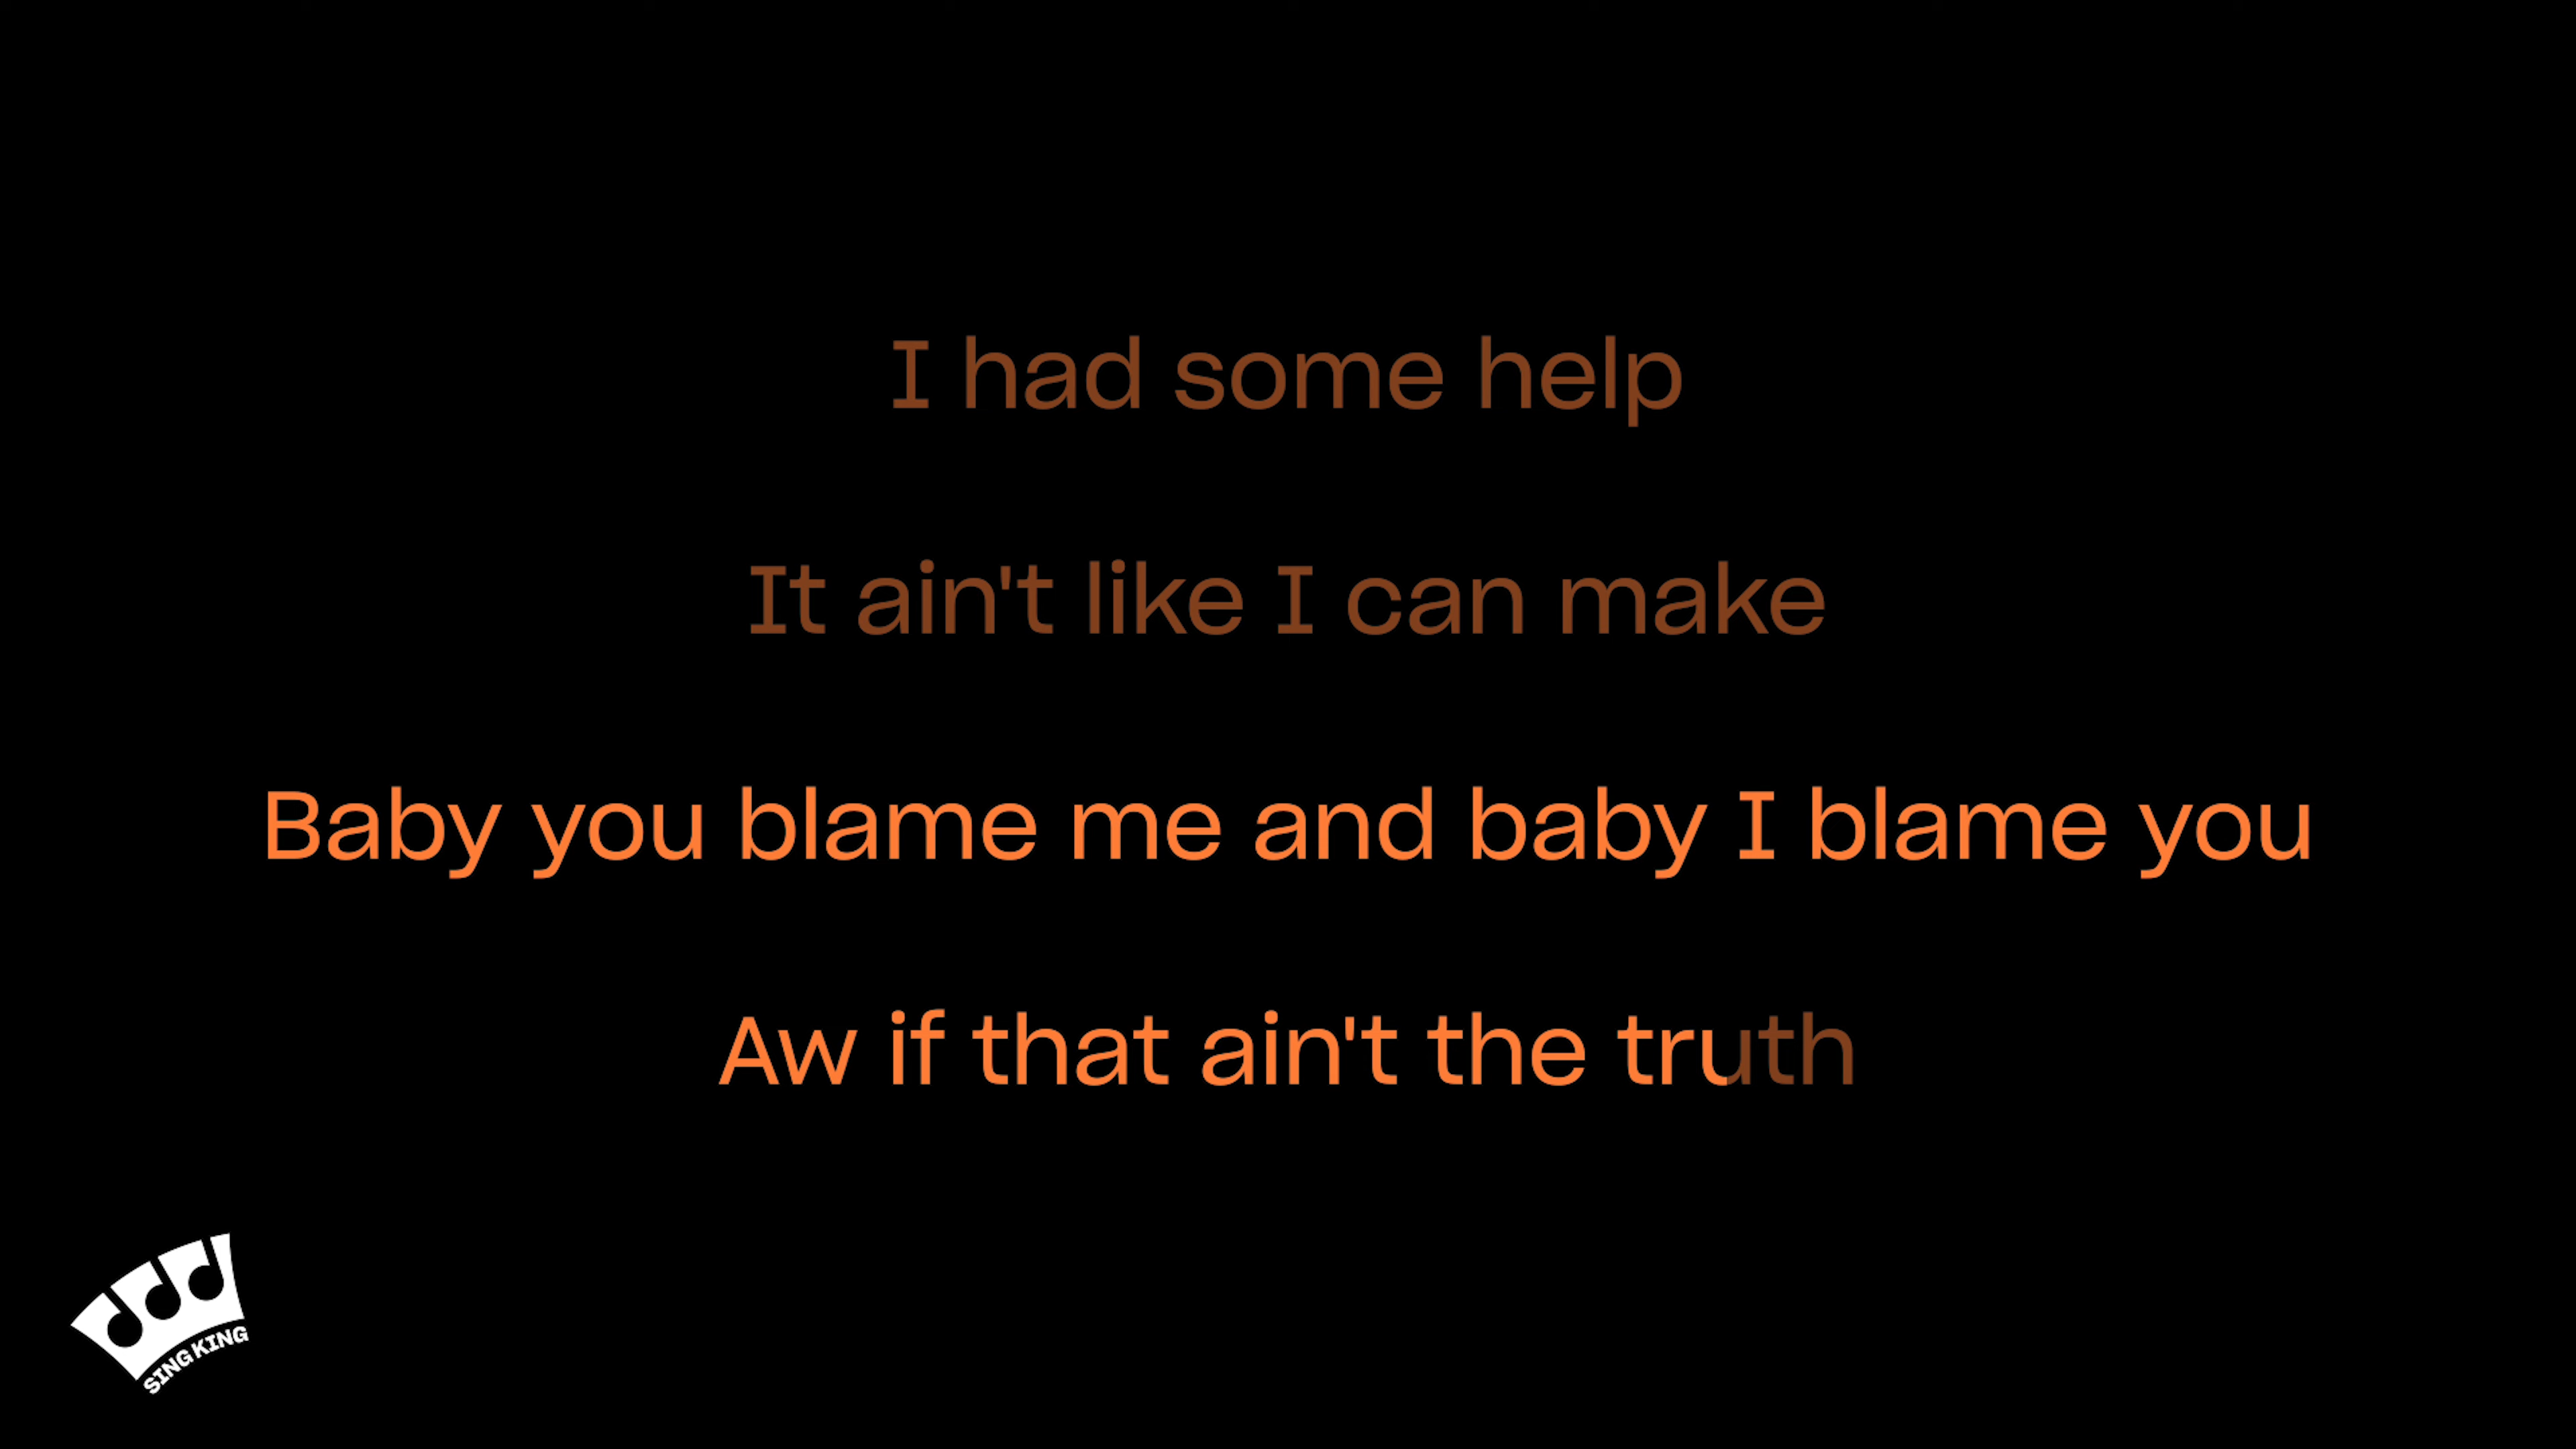 I had some help
It ain't like I can make
Baby you blame me and baby I blame you
Aw if that ain't the truth
SING KING